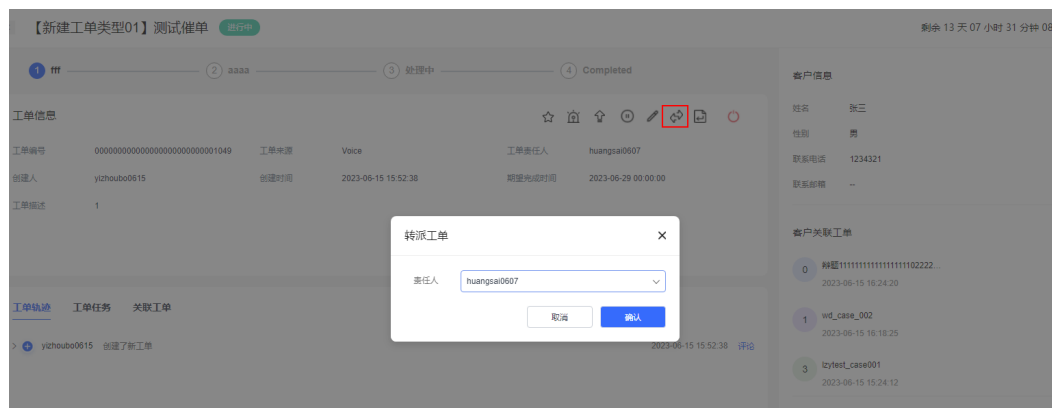 【新建工单类型01】测试催单 进行中
剩余 13 天 07 小时 31 分钟 08
1 fff 2 aaaa 3 处理中 4 Completed
工单信息
工单编号 00000000000000000000000001049 工单来源 Voice 工单责任人 huangsai0607
创建人 yizhoubo0615 创建时间 2023-06-15 15:52:38 期望完成时间 2023-06-29 00:00:00
工单描述 1
转派工单
责任人 huangsai0607
取消 确认
工单轨迹 工单任务 关联工单
yizhoubo0615 创建了新工单 2023-06-15 15:52:38 评论
客户信息
姓名 张三
性别 男
联系电话 1234321
联系邮箱 --
客户关联工单
0
2023-06-15 16:24:20
1 wd_case_002
2023-06-15 16:18:25
3 lzytest_case001
2023-06-15 15:24:12